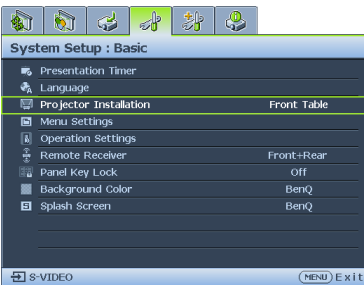 System Setup : Basic
Presentation Timer
Language
Projector Installation Front Table
Menu Settings
Operation Settings
Remote Receiver Front+Rear
Panel Key Lock Off
Background Color BenQ
Splash Screen BenQ
S-VIDEO MENU Exit